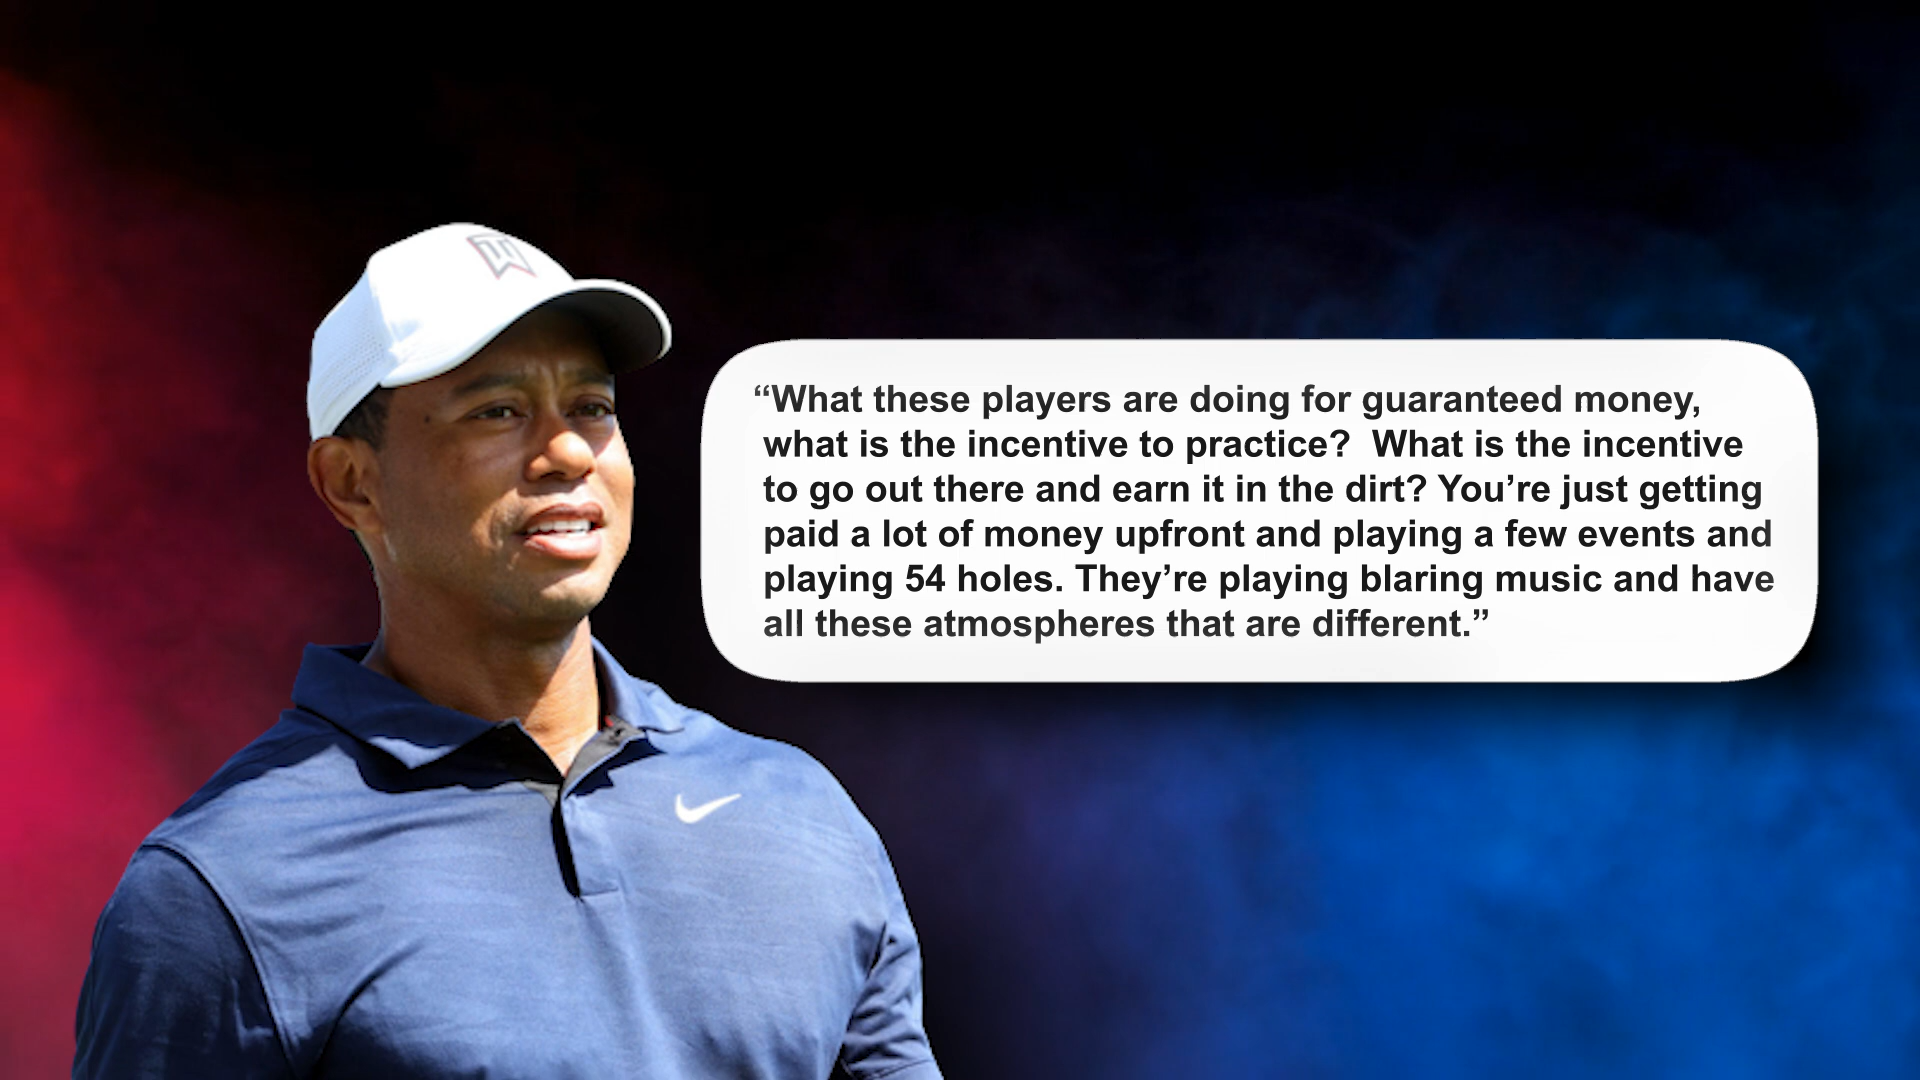 TW
“What these players are doing for guaranteed money,
what is the incentive to practice?  What is the incentive
to go out there and earn it in the dirt? You’re just getting
paid a lot of money upfront and playing a few events and
playing 54 holes. They’re playing blaring music and have
all these atmospheres that are different.”